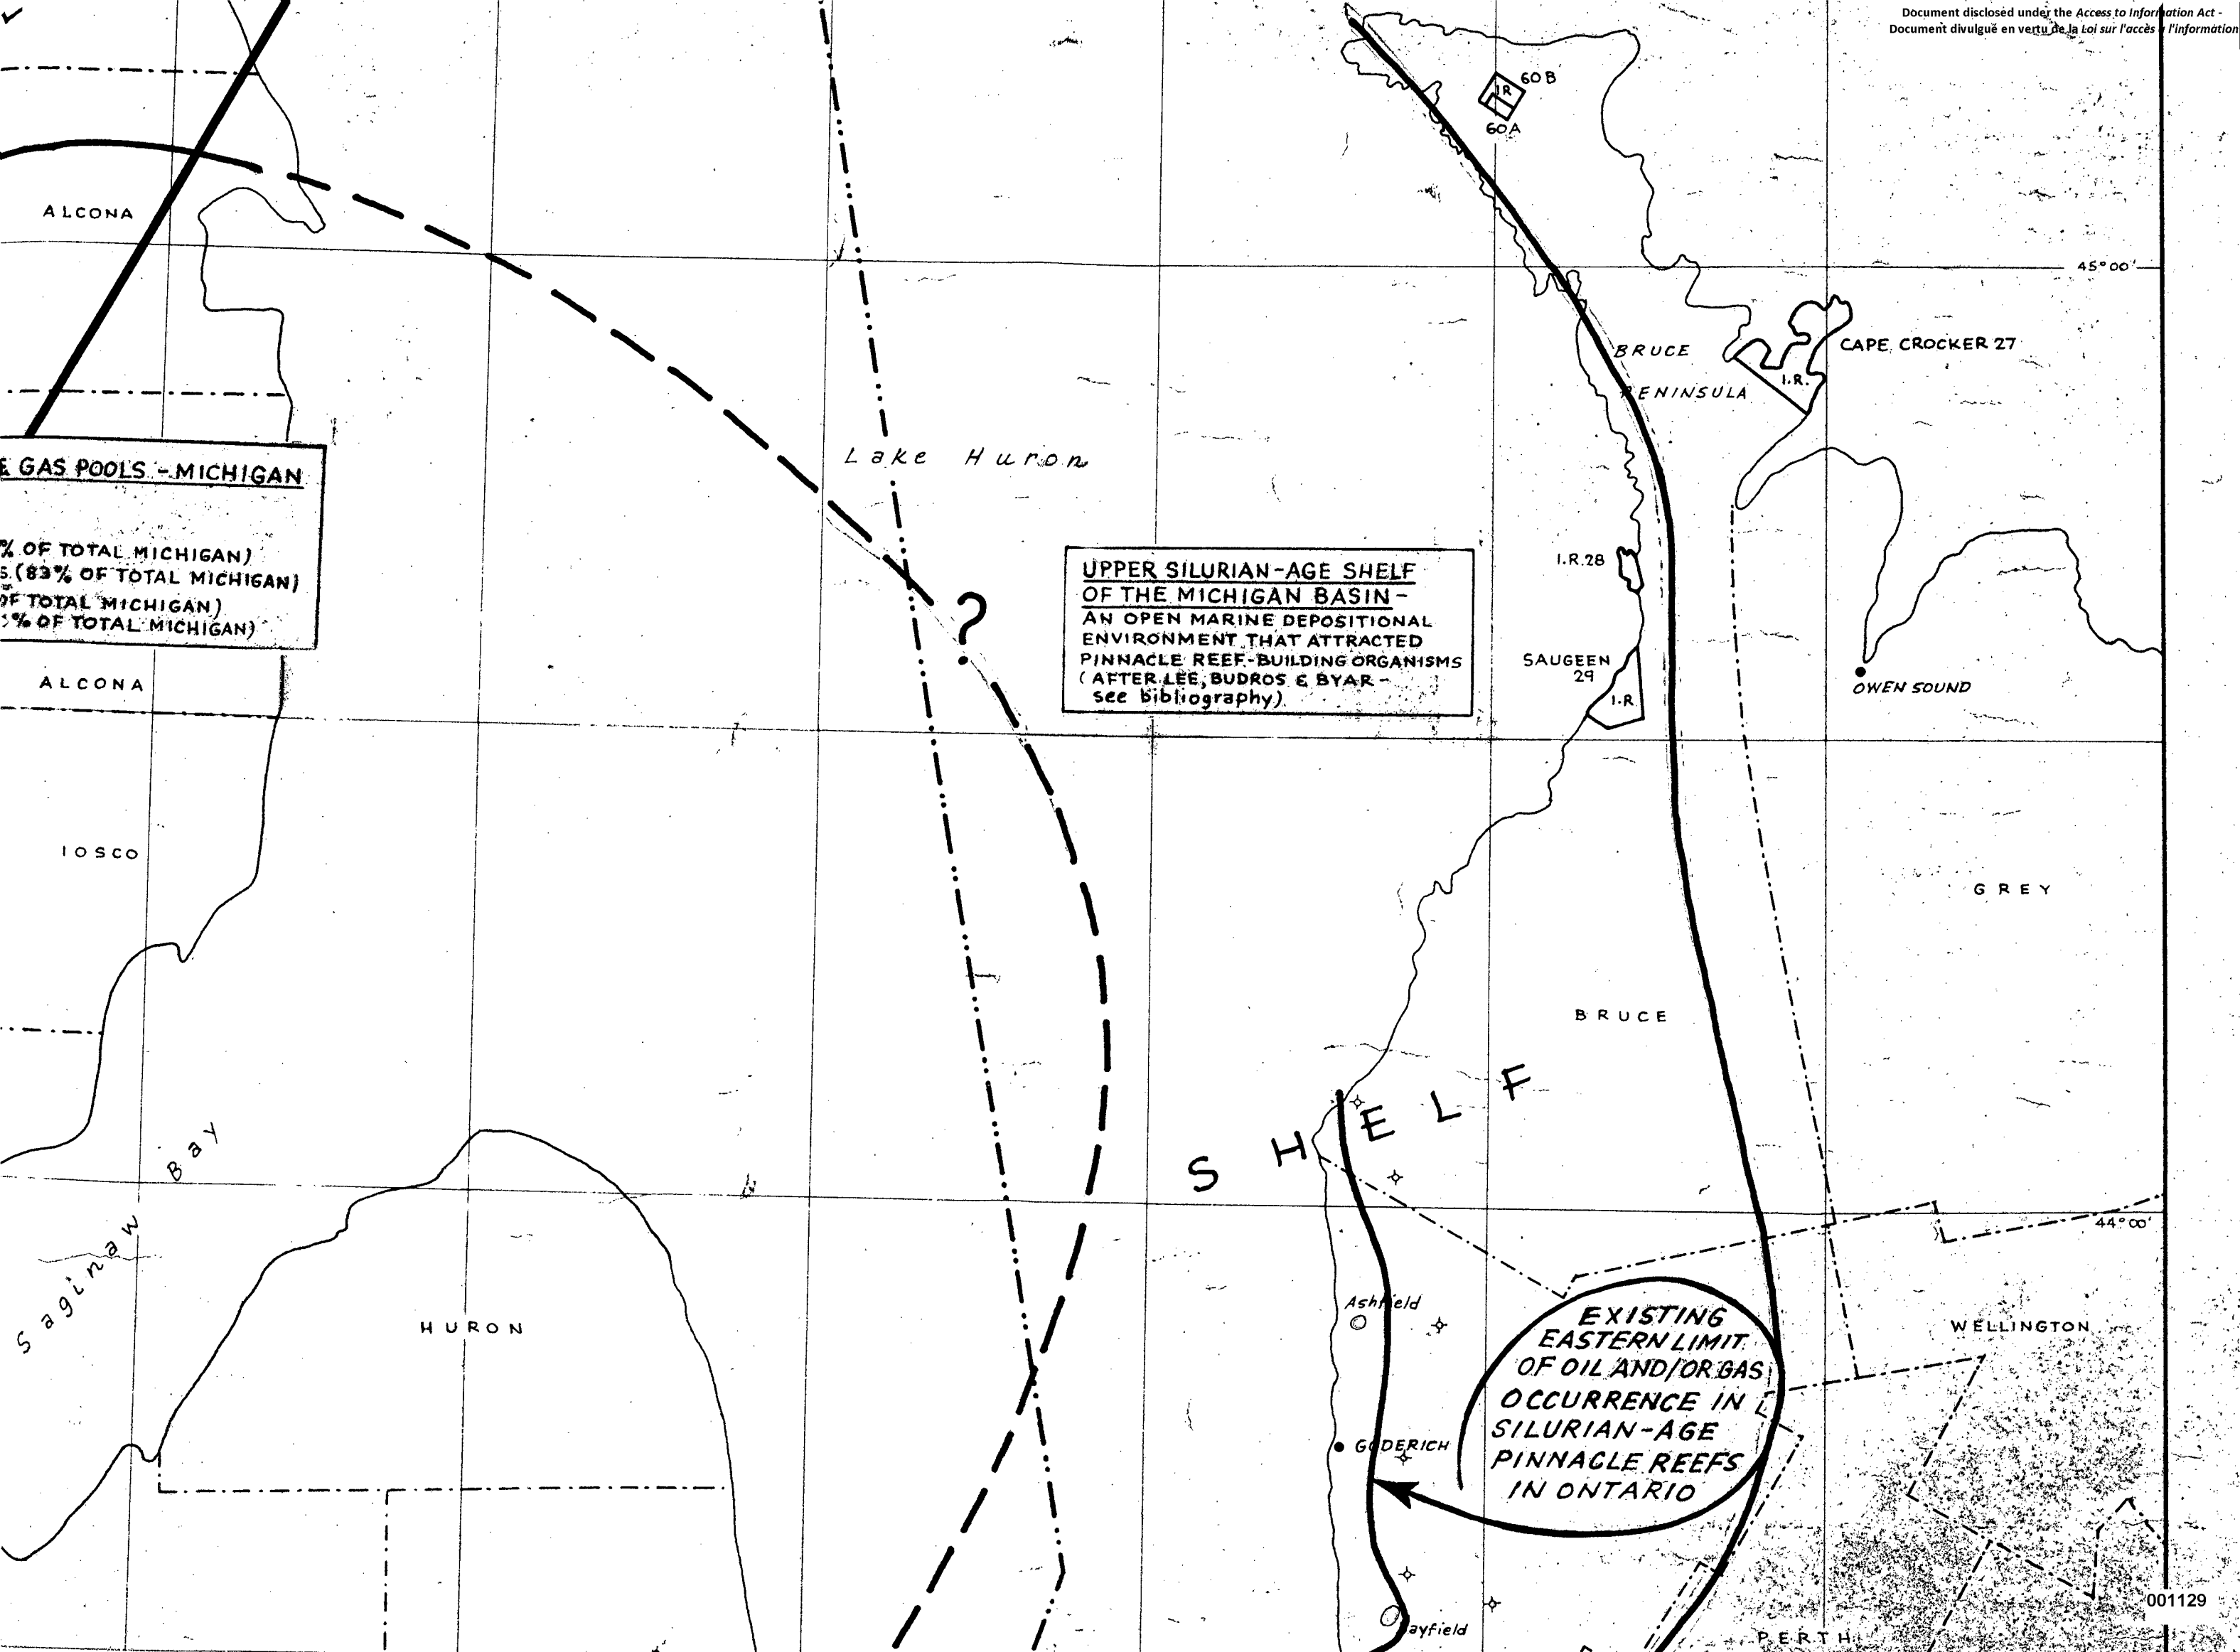 Document disclosed under the Access to Information Act -
Document divulgué en vertu de la Loi sur l'accès à l'information
60B
I.R.
60A
ALCONA
45°00'
BRUCE
PENINSULA
CAPE CROCKER 27
I.R.
Lake Huron
GAS POOLS - MICHIGAN
% OF TOTAL MICHIGAN)
S (83% OF TOTAL MICHIGAN)
OF TOTAL MICHIGAN)
% OF TOTAL MICHIGAN)
?
UPPER SILURIAN-AGE SHELF
OF THE MICHIGAN BASIN-
AN OPEN MARINE DEPOSITIONAL
ENVIRONMENT THAT ATTRACTED
PINNACLE REEF-BUILDING ORGANISMS
(AFTER LEE, BUDROS & BYAR-
see bibliography)
I.R.28
SAUGEEN
29
I.R.
OWEN SOUND
ALCONA
IOSCO
GREY
BRUCE
SHELF
Saginaw Bay
44°00'
HURON
Ashfield
EXISTING
EASTERN LIMIT
OF OIL AND/OR GAS
OCCURRENCE IN
SILURIAN-AGE
PINNACLE REEFS
IN ONTARIO
WELLINGTON
GODERICH
ayfield
PERTH
001129